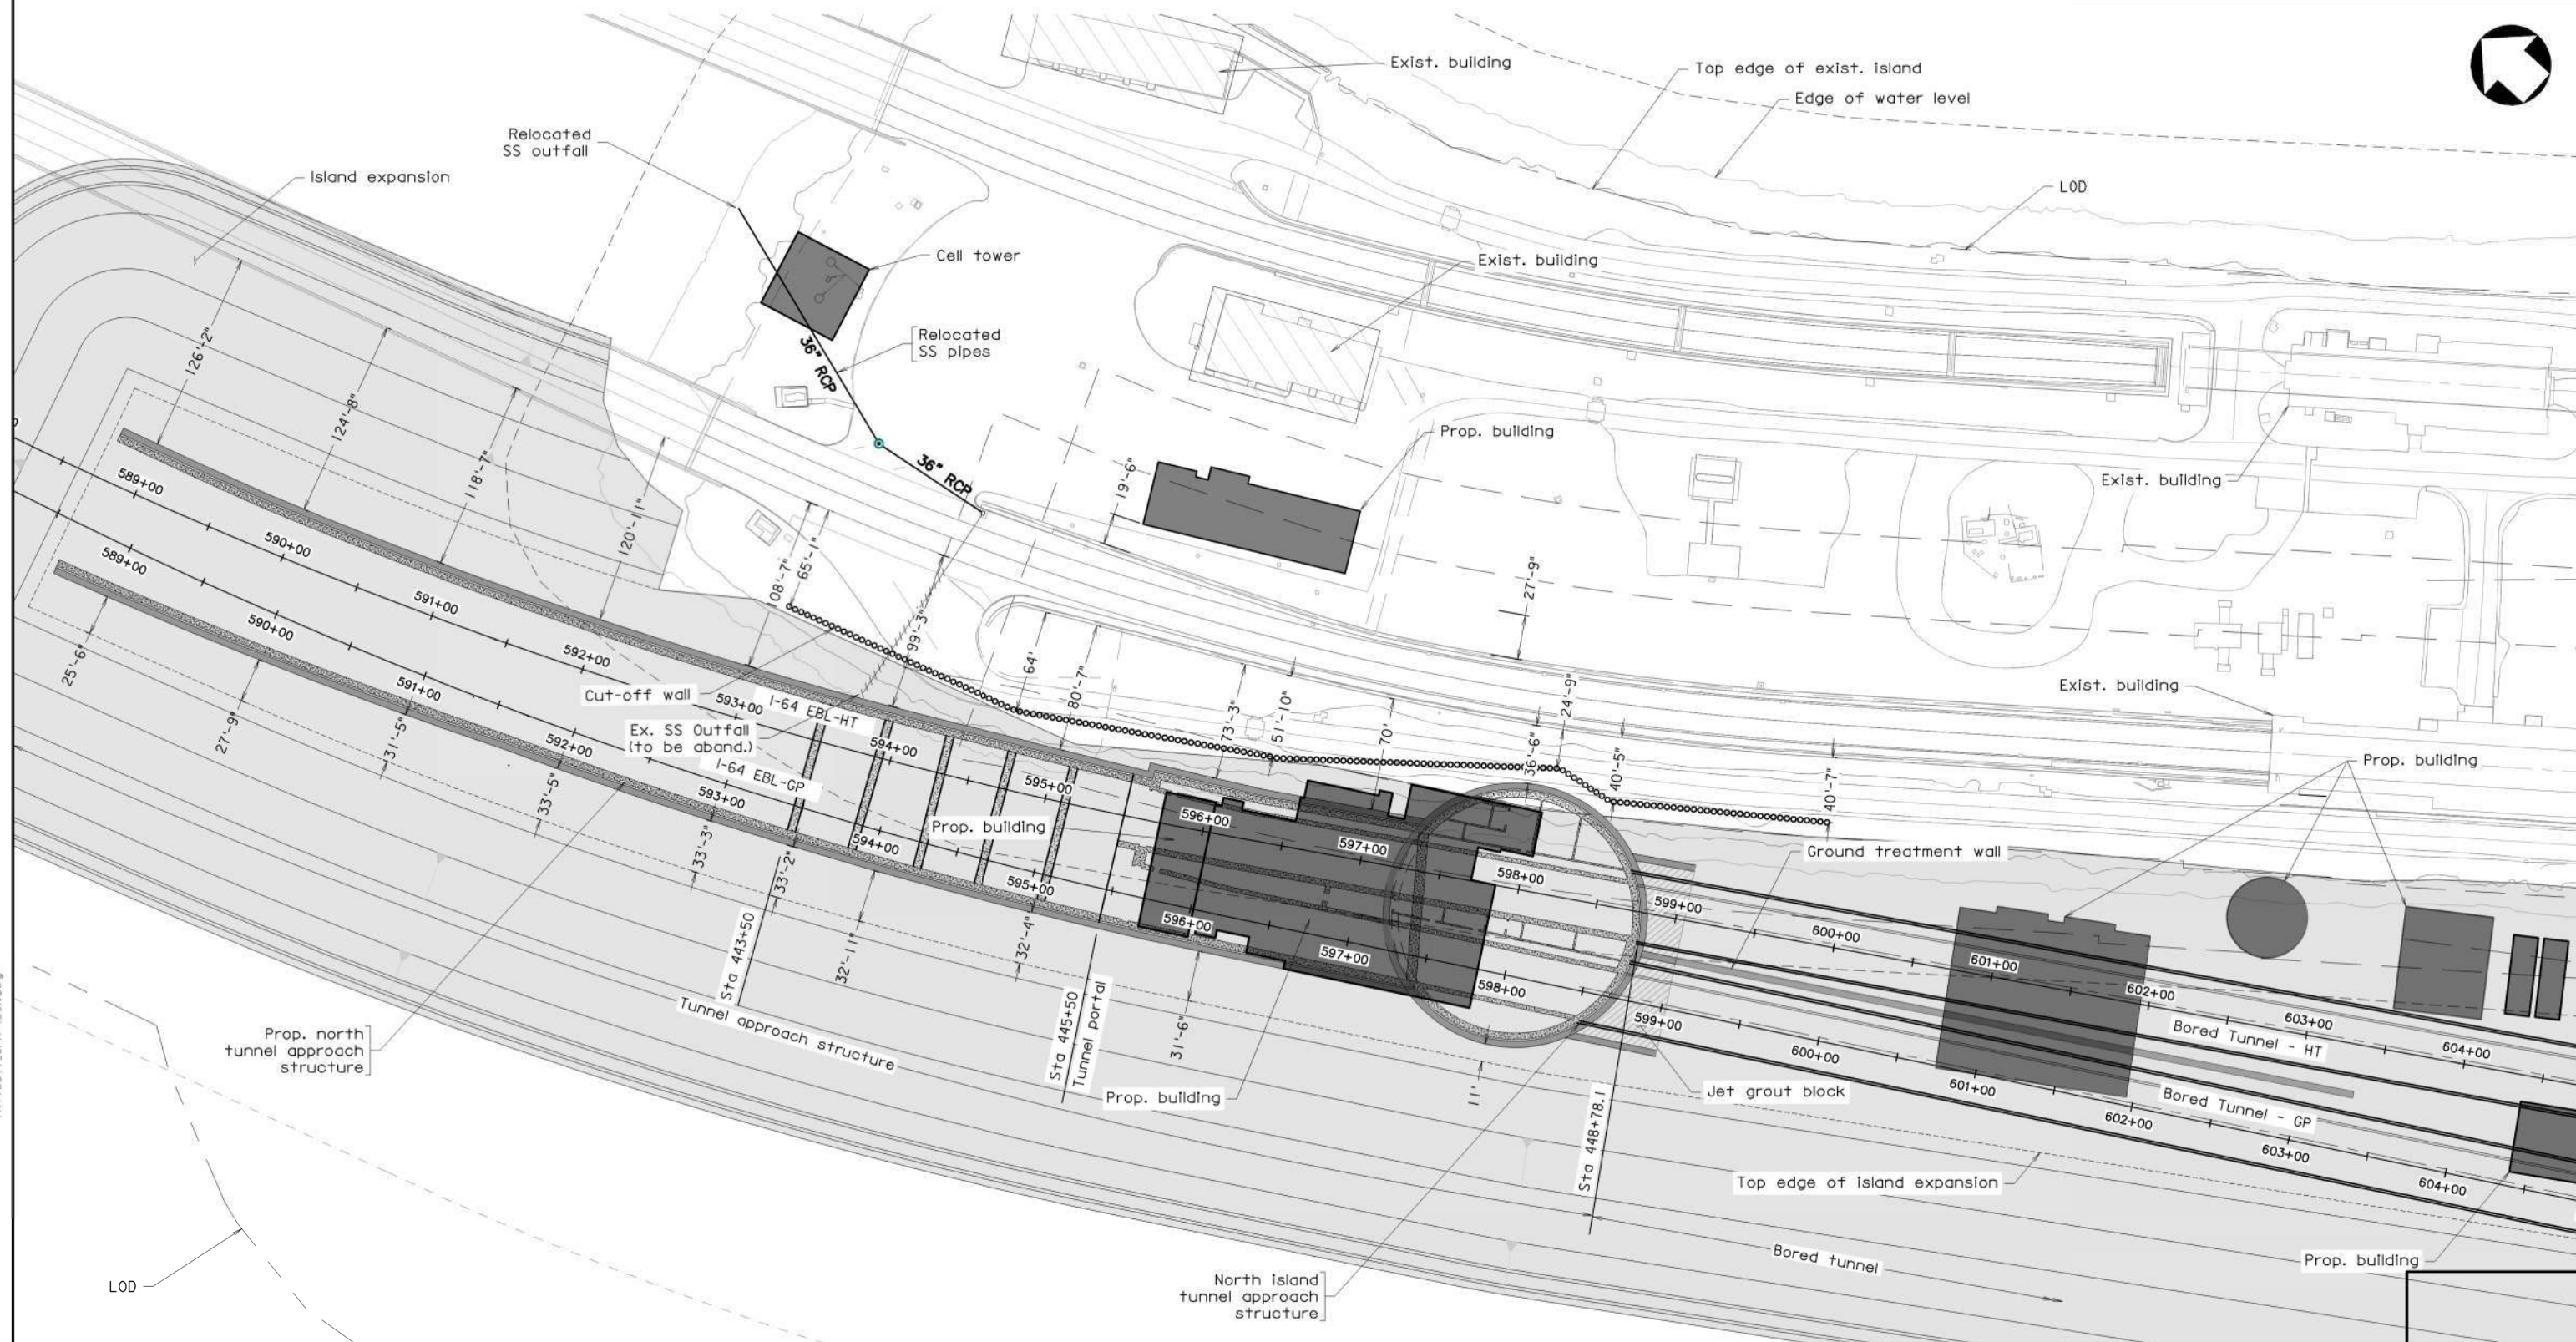 Exist. building
Top edge of exist. island
Edge of water level
Relocated
SS outfall
Island expansion
LOD
Cell tower
Exist. building
Relocated
SS pipes
36" RCP
36" RCP
126'-2"
124'-8"
118'-7"
120'-11"
108'-7"
65'-1"
99'-3"
64'
80'-7"
73'-3"
51'-10"
70'
36'-6"
24'-9"
40'-5"
40'-7"
19'-6"
27'-9"
Prop. building
Exist. building
Exist. building
Prop. building
589+00
590+00
591+00
592+00
593+00
I-64 EBL-HT
594+00
595+00
596+00
597+00
598+00
599+00
600+00
601+00
602+00
603+00
604+00
Bored Tunnel - HT
589+00
590+00
591+00
592+00
593+00
I-64 EBL-GP
594+00
595+00
596+00
597+00
598+00
599+00
600+00
601+00
602+00
603+00
604+00
Bored Tunnel - GP
Cut-off wall
Ex. SS Outfall
(to be aband.)
Prop. building
Ground treatment wall
25'-6"
27'-9"
31'-5"
33'-5"
33'-3"
33'-2"
32'-11"
32'-4"
31'-6"
11'
Sta 443+50
Tunnel approach structure
Sta 445+50
Tunnel portal
Sta 448+78.1
Bored tunnel
Prop. north
tunnel approach
structure
Prop. building
Jet grout block
Top edge of island expansion
Prop. building
North island
tunnel approach
structure
LOD